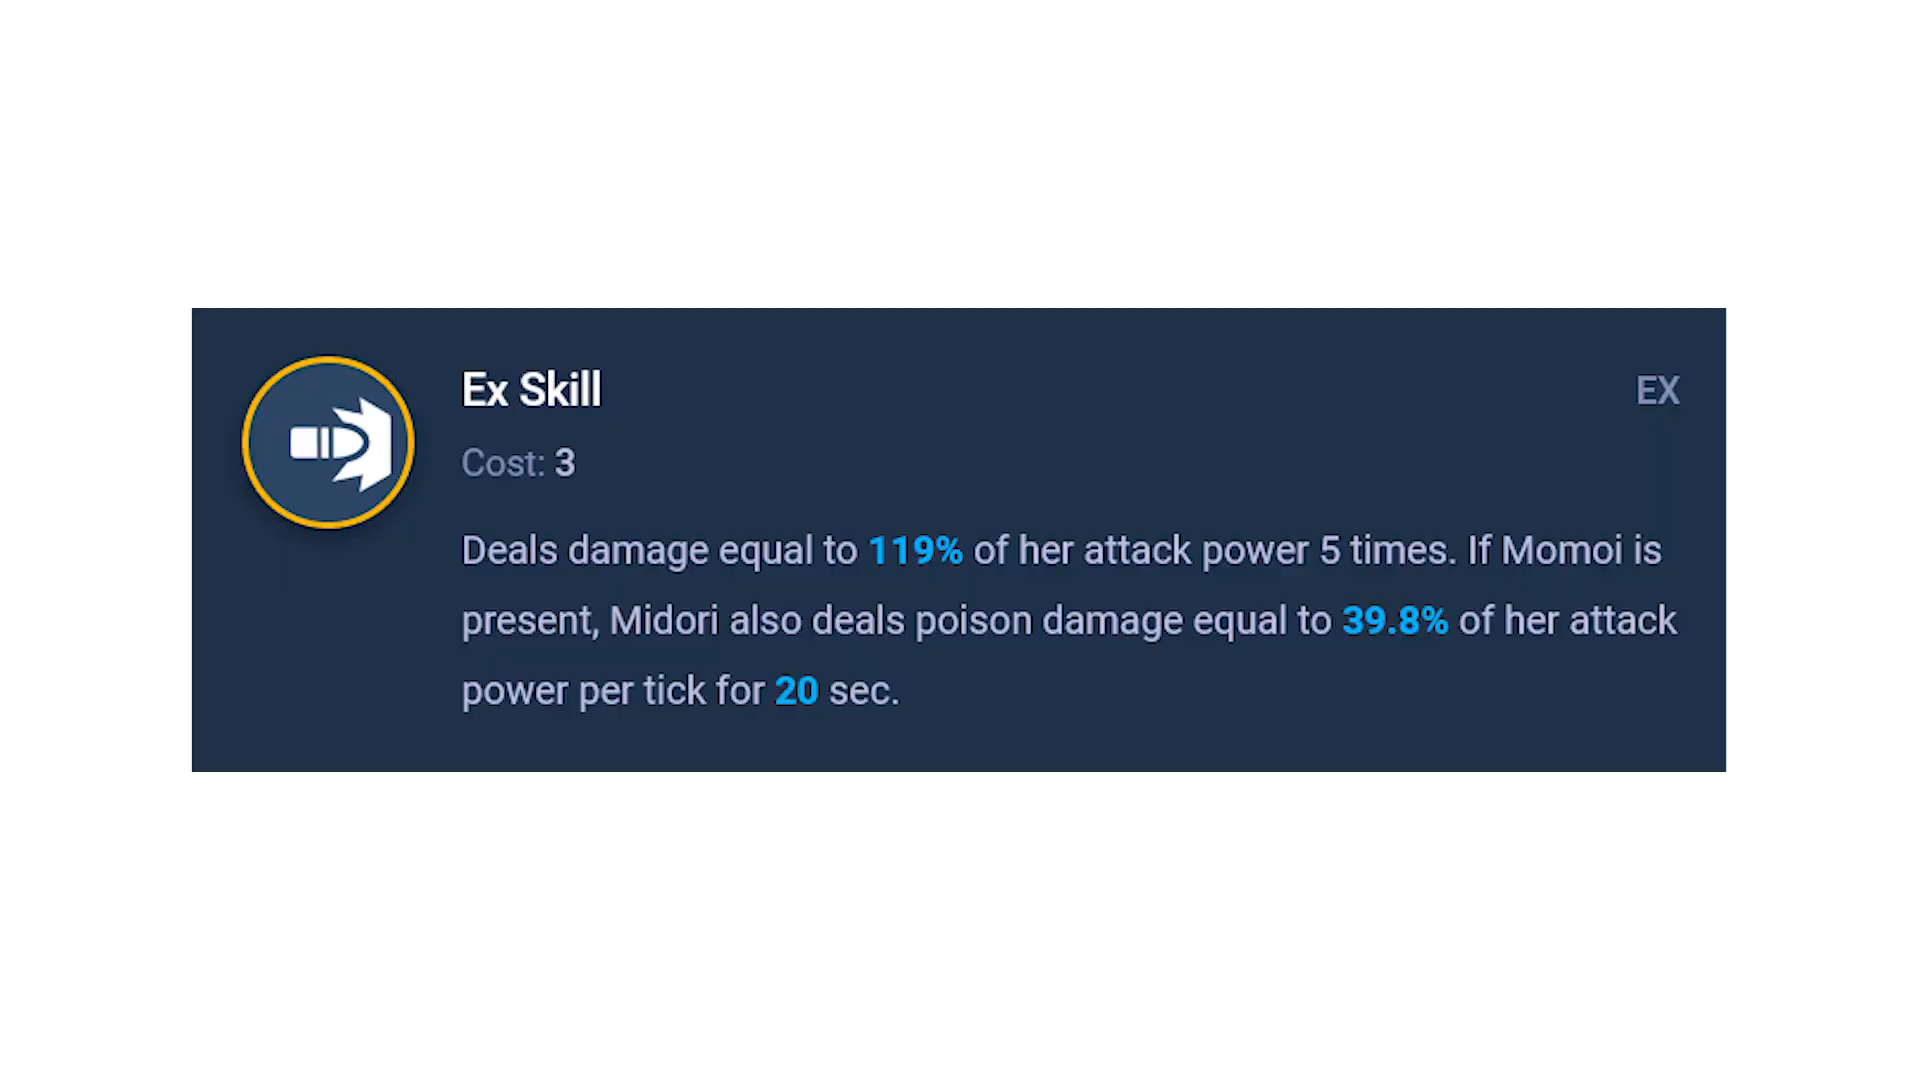 Ex Skill
EX
Cost: 3
Deals damage equal to 119% of her attack power 5 times. If Momoi is
present, Midori also deals poison damage equal to 39.8% of her attack
power per tick for 20 sec.